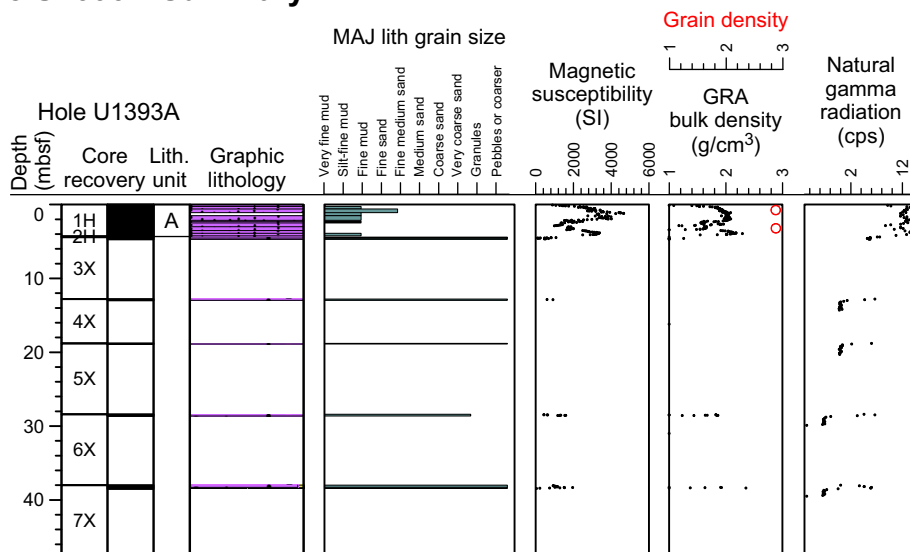 Grain density
1 2 3
MAJ lith grain size
Magnetic
susceptibility
(SI)
GRA
bulk density
(g/cm³)
Natural
gamma
radiation
(cps)
Hole U1393A
Depth
(mbsf)
Core
recovery
Lith.
unit
Graphic
lithology
Very fine mud
Silt-fine mud
Fine mud
Fine sand
Fine medium sand
Medium sand
Coarse sand
Very coarse sand
Granules
Pebbles or coarser
0 2000 4000 6000
1 2 3
2 12
0
10
20
30
40
1H
2H
3X
4X
5X
6X
7X
A